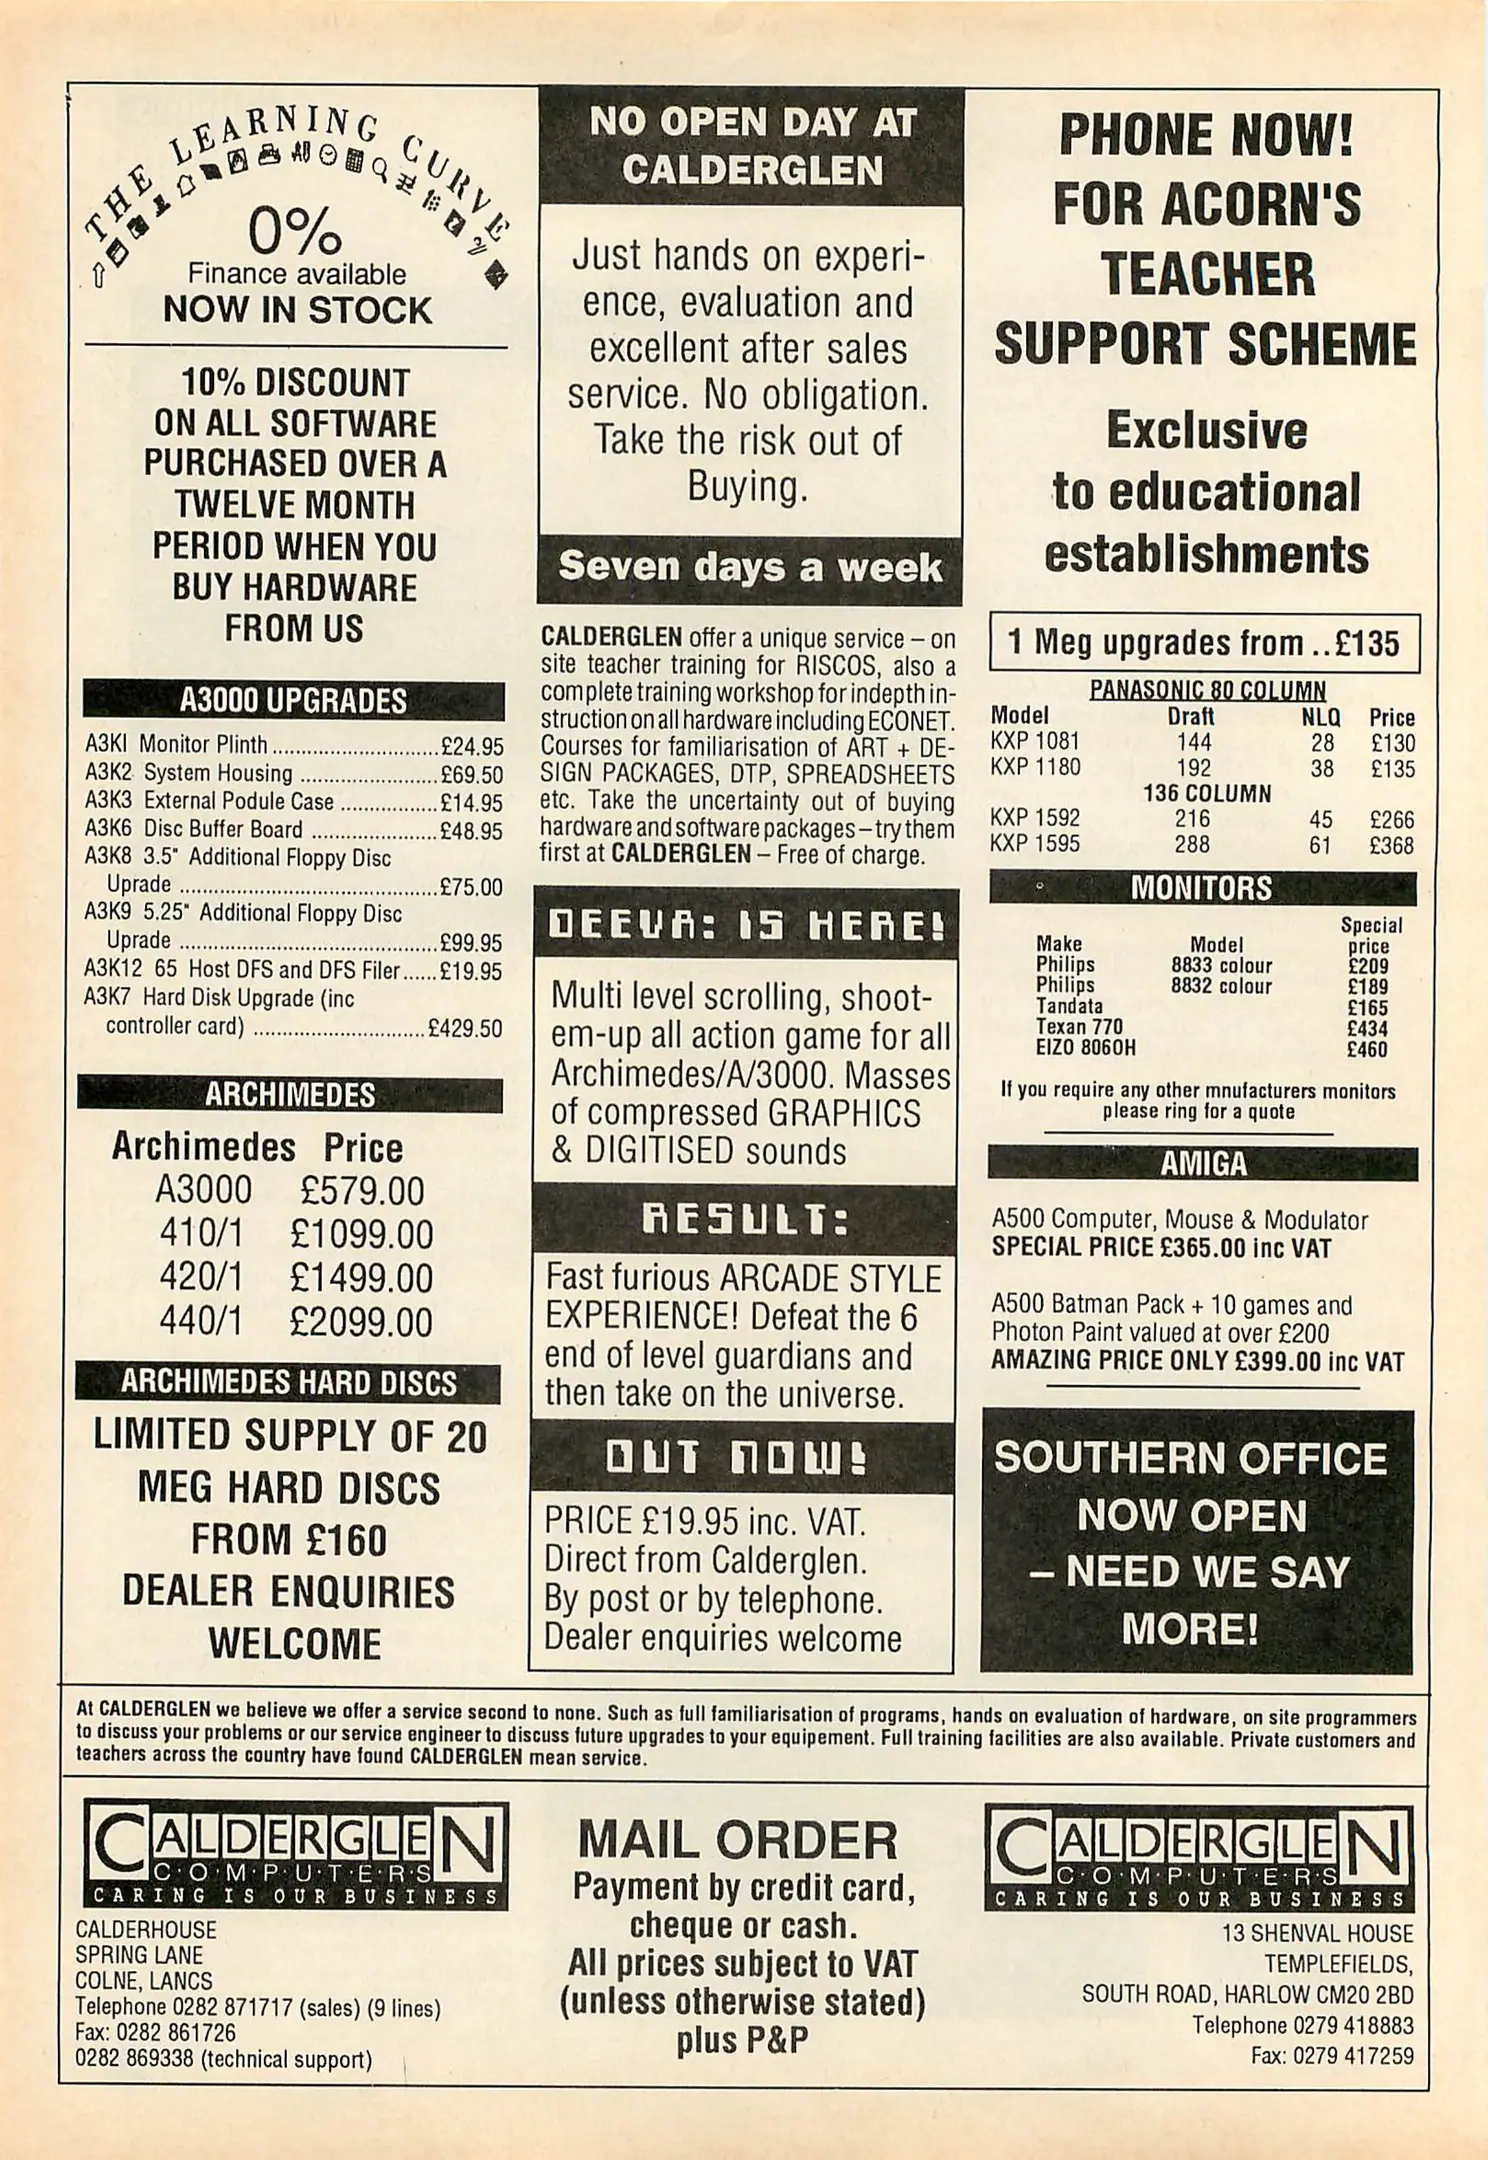 THE LEARNING CURVE
0%
Finance available
NOW IN STOCK
10% DISCOUNT
ON ALL SOFTWARE
PURCHASED OVER A
TWELVE MONTH
PERIOD WHEN YOU
BUY HARDWARE
FROM US
A3000 UPGRADES
A3KI Monitor Plinth ............................£24.95
A3K2 System Housing .......................£69.50
A3K3 External Podule Case .................£14.95
A3K6 Disc Buffer Board .....................£48.95
A3K8 3.5" Additional Floppy Disc
Uprade ............................................£75.00
A3K9 5.25" Additional Floppy Disc
Uprade ............................................£99.95
A3K12 65 Host DFS and DFS Filer......£19.95
A3K7 Hard Disk Upgrade (inc
controller card) .............................£429.50
ARCHIMEDES
Archimedes Price
A3000 £579.00
410/1 £1099.00
420/1 £1499.00
440/1 £2099.00
ARCHIMEDES HARD DISCS
LIMITED SUPPLY OF 20
MEG HARD DISCS
FROM £160
DEALER ENQUIRIES
WELCOME
NO OPEN DAY AT
CALDERGLEN
Just hands on experi-
ence, evaluation and
excellent after sales
service. No obligation.
Take the risk out of
Buying.
Seven days a week
CALDERGLEN offer a unique service – on
site teacher training for RISCOS, also a
complete training workshop for indepth in-
struction on all hardware including ECONET.
Courses for familiarisation of ART + DE-
SIGN PACKAGES, DTP, SPREADSHEETS
etc. Take the uncertainty out of buying
hardware and software packages – try them
first at CALDERGLEN – Free of charge.
DEEVA: IS HERE!
Multi level scrolling, shoot-
em-up all action game for all
Archimedes/A/3000. Masses
of compressed GRAPHICS
& DIGITISED sounds
RESULT:
Fast furious ARCADE STYLE
EXPERIENCE! Defeat the 6
end of level guardians and
then take on the universe.
OUT NOW!
PRICE £19.95 inc. VAT.
Direct from Calderglen.
By post or by telephone.
Dealer enquiries welcome
PHONE NOW!
FOR ACORN'S
TEACHER
SUPPORT SCHEME
Exclusive
to educational
establishments
1 Meg upgrades from ..£135
PANASONIC 80 COLUMN
Model Draft NLQ Price
KXP 1081 144 28 £130
KXP 1180 192 38 £135
136 COLUMN
KXP 1592 216 45 £266
KXP 1595 288 61 £368
MONITORS
Special
Make Model price
Philips 8833 colour £209
Philips 8832 colour £189
Tandata £165
Texan 770 £434
EIZO 8060H £460
If you require any other mnufacturers monitors
please ring for a quote
AMIGA
A500 Computer, Mouse & Modulator
SPECIAL PRICE £365.00 inc VAT
A500 Batman Pack + 10 games and
Photon Paint valued at over £200
AMAZING PRICE ONLY £399.00 inc VAT
SOUTHERN OFFICE
NOW OPEN
– NEED WE SAY
MORE!
At CALDERGLEN we believe we offer a service second to none. Such as full familiarisation of programs, hands on evaluation of hardware, on site programmers
to discuss your problems or our service engineer to discuss future upgrades to your equipement. Full training facilities are also available. Private customers and
teachers across the country have found CALDERGLEN mean service.
CALDERGLEN
C·O·M·P·U·T·E·R·S
CARING IS OUR BUSINESS
CALDERHOUSE
SPRING LANE
COLNE, LANCS
Telephone 0282 871717 (sales) (9 lines)
Fax: 0282 861726
0282 869338 (technical support)
MAIL ORDER
Payment by credit card,
cheque or cash.
All prices subject to VAT
(unless otherwise stated)
plus P&P
CALDERGLEN
C·O·M·P·U·T·E·R·S
CARING IS OUR BUSINESS
13 SHENVAL HOUSE
TEMPLEFIELDS,
SOUTH ROAD, HARLOW CM20 2BD
Telephone 0279 418883
Fax: 0279 417259